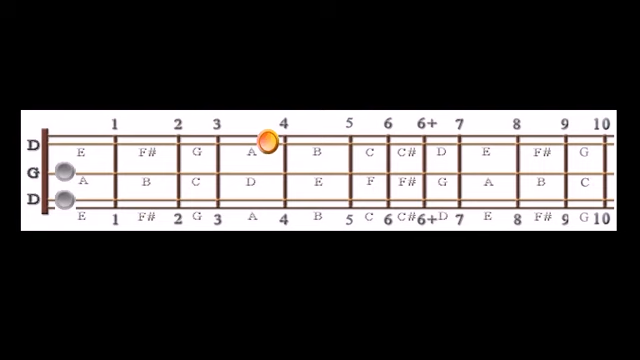 1 2 3 4 5 6 6+ 7 8 9 10
D E F# G A B C C# D E F# G
G A B C D E F F# G A B C
D
E 1 F# 2 G 3 A 4 B 5 C 6 C# 6+ D 7 E 8 F# 9 G 10